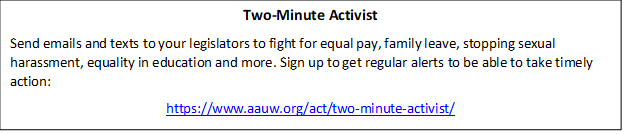 Two-Minute Activist
Send emails and texts to your legislators to fight for equal pay, family leave, stopping sexual
harassment, equality in education and more. Sign up to get regular alerts to be able to take timely
action:
https://www.aauw.org/act/two-minute-activist/